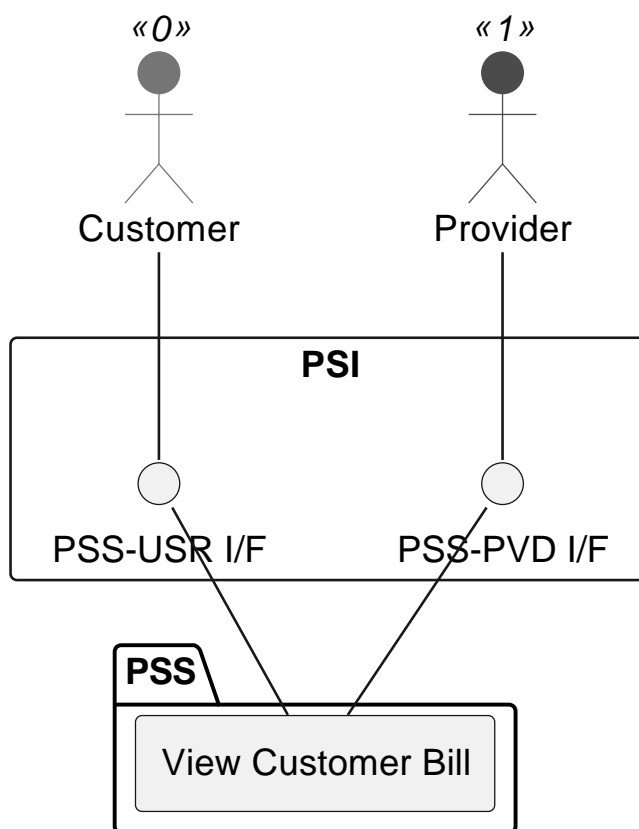 «0»
«1»
Customer
Provider
PSI
PSS-USR I/F
PSS-PVD I/F
PSS
View Customer Bill